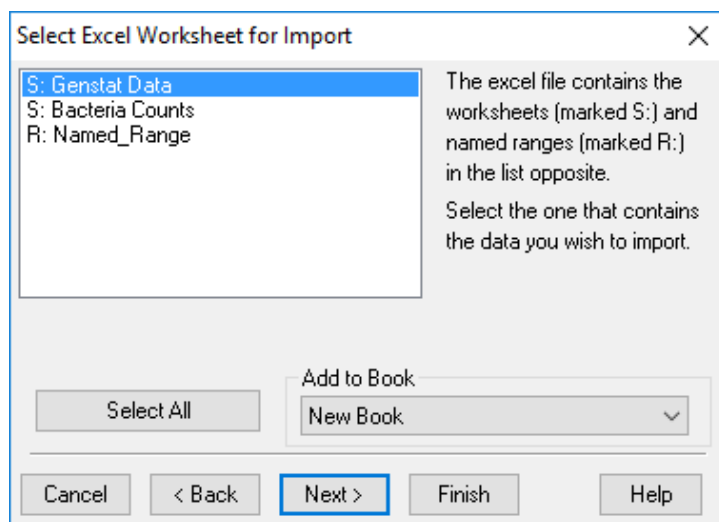 Select Excel Worksheet for Import
S: Genstat Data
S: Bacteria Counts
R: Named_Range
The excel file contains the
worksheets (marked S:) and
named ranges (marked R:)
in the list opposite.
Select the one that contains
the data you wish to import.
Select All
Add to Book
New Book
Cancel
< Back
Next >
Finish
Help